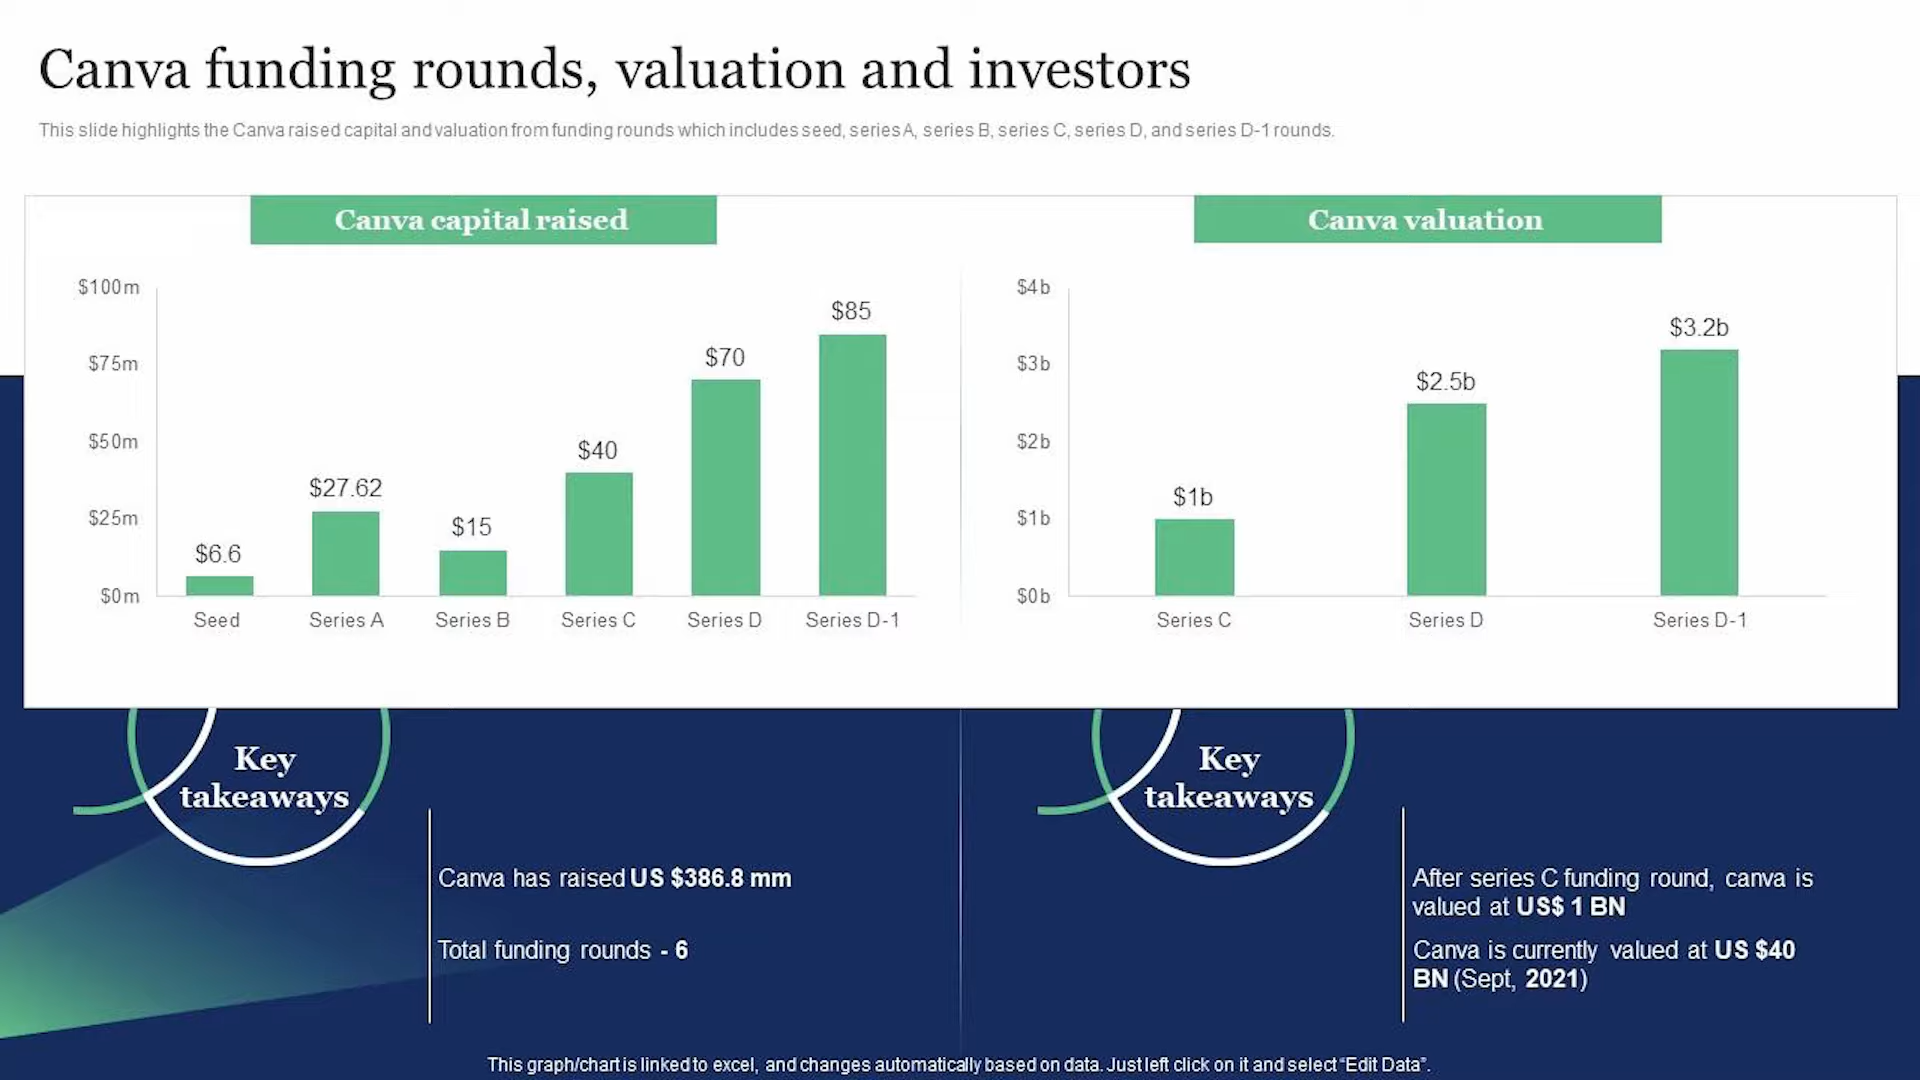 Canva funding rounds, valuation and investors
This slide highlights the Canva raised capital and valuation from funding rounds which includes seed, series A, series B, series C, series D, and series D-1 rounds.
Canva capital raised
$100m
$75m
$50m
$25m
$0m
$6.6
$27.62
$15
$40
$70
$85
Seed
Series A
Series B
Series C
Series D
Series D-1
Canva valuation
$4b
$3b
$2b
$1b
$0b
$1b
$2.5b
$3.2b
Series C
Series D
Series D-1
Key
takeaways
Canva has raised US $386.8 mm
Total funding rounds - 6
Key
takeaways
After series C funding round, canva is
valued at US$ 1 BN
Canva is currently valued at US $40
BN (Sept, 2021)
This graph/chart is linked to excel, and changes automatically based on data. Just left click on it and select “Edit Data”.